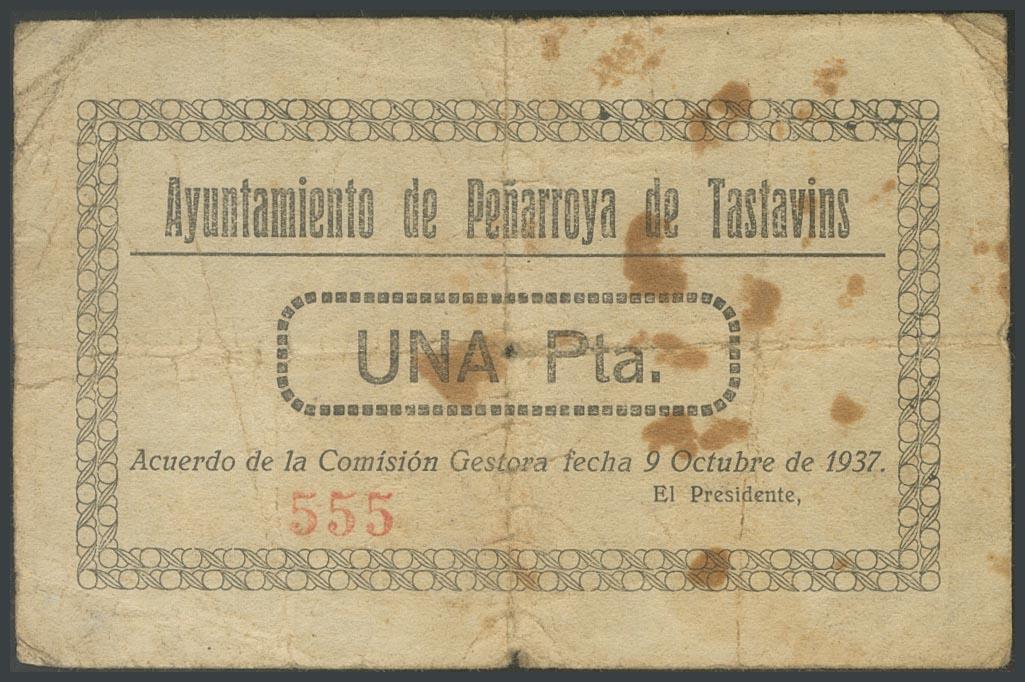 Ayuntamiento de Peñarroya de Tastavins
UNA Pta.
Acuerdo de la Comisión Gestora fecha 9 Octubre de 1937.
El Presidente,
555